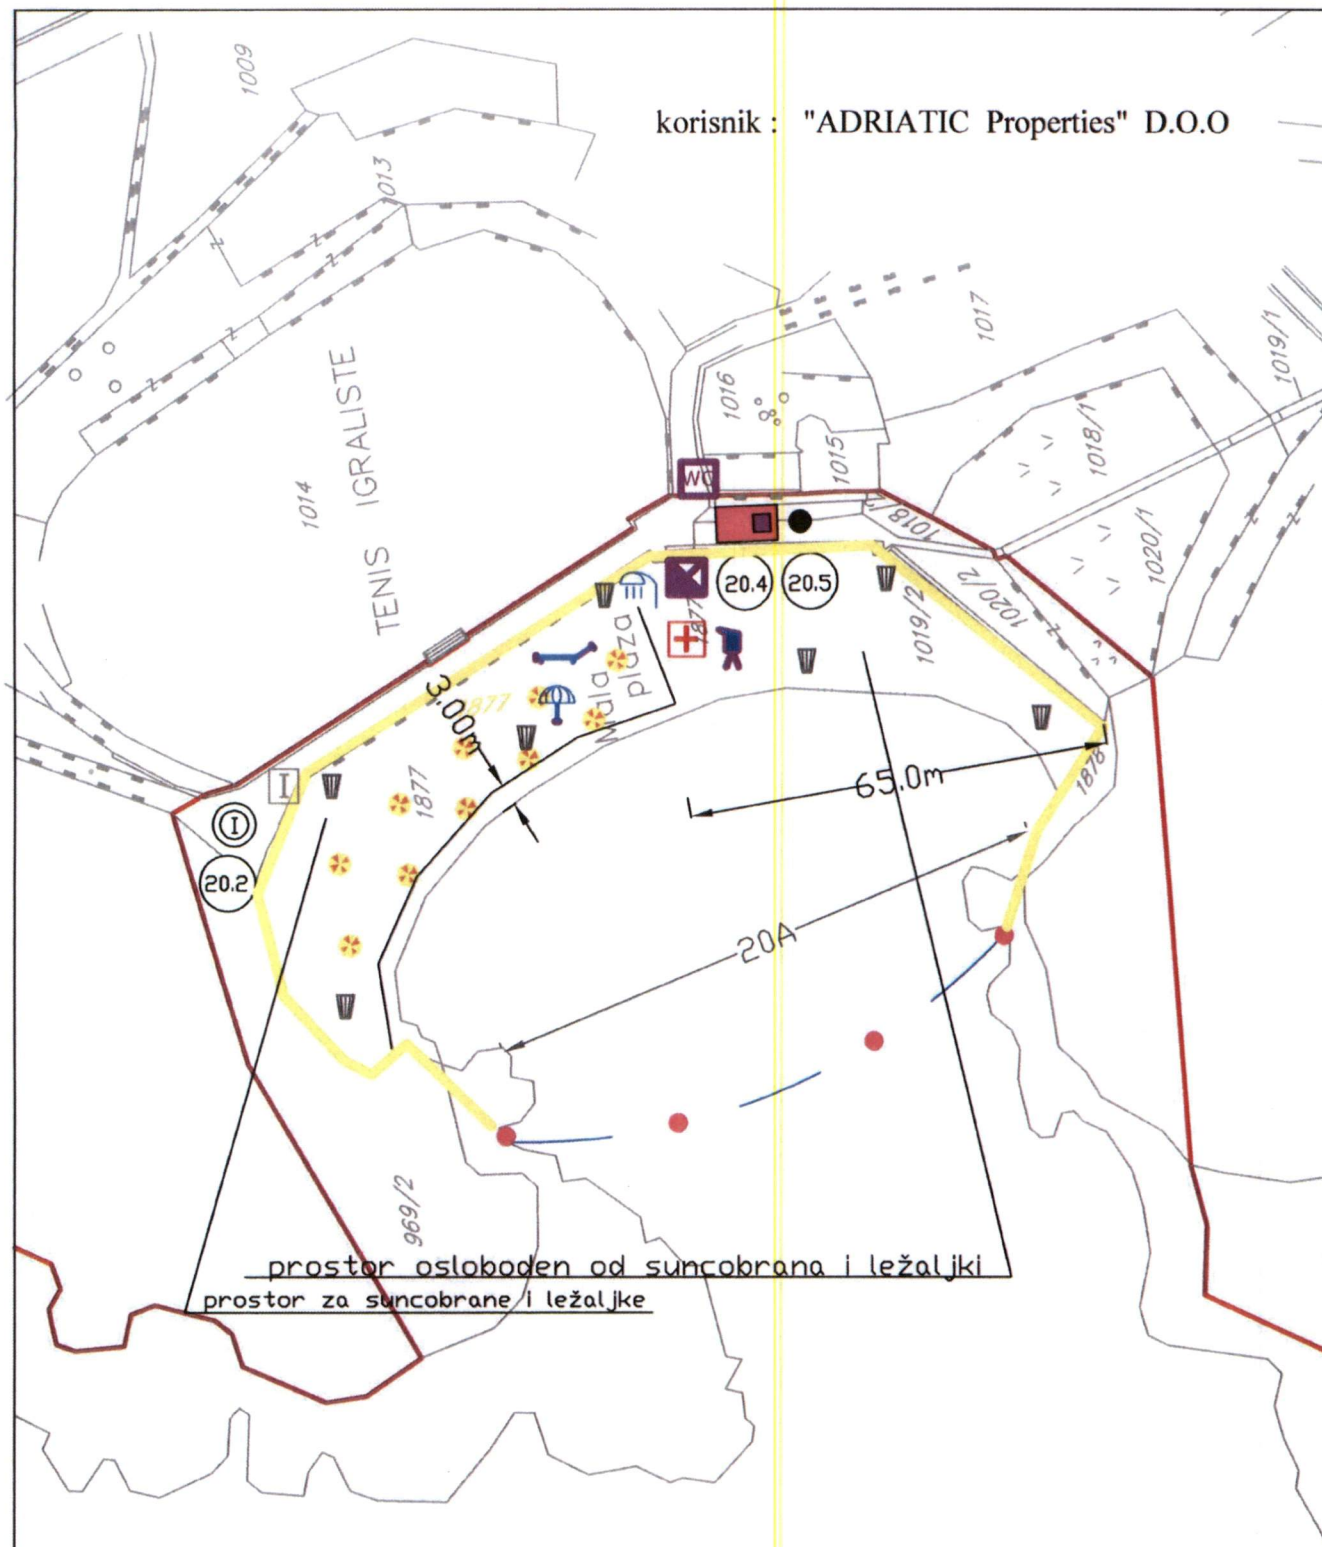 korisnik : "ADRIATIC Properties" D.O.O
1009
1013
1017
1019/1
1016
1015
1018/1
1014
TENIS IGRALISTE
WC
1020/1
1020/2
1019/2
20.4
20.5
1877
Mala
plaza
3.00m
1877
1877
65.0m
1878
I
I
20.2
20A
969/2
prostor osloboden od suncobrana i ležaljki
prostor za suncobrane i ležaljke